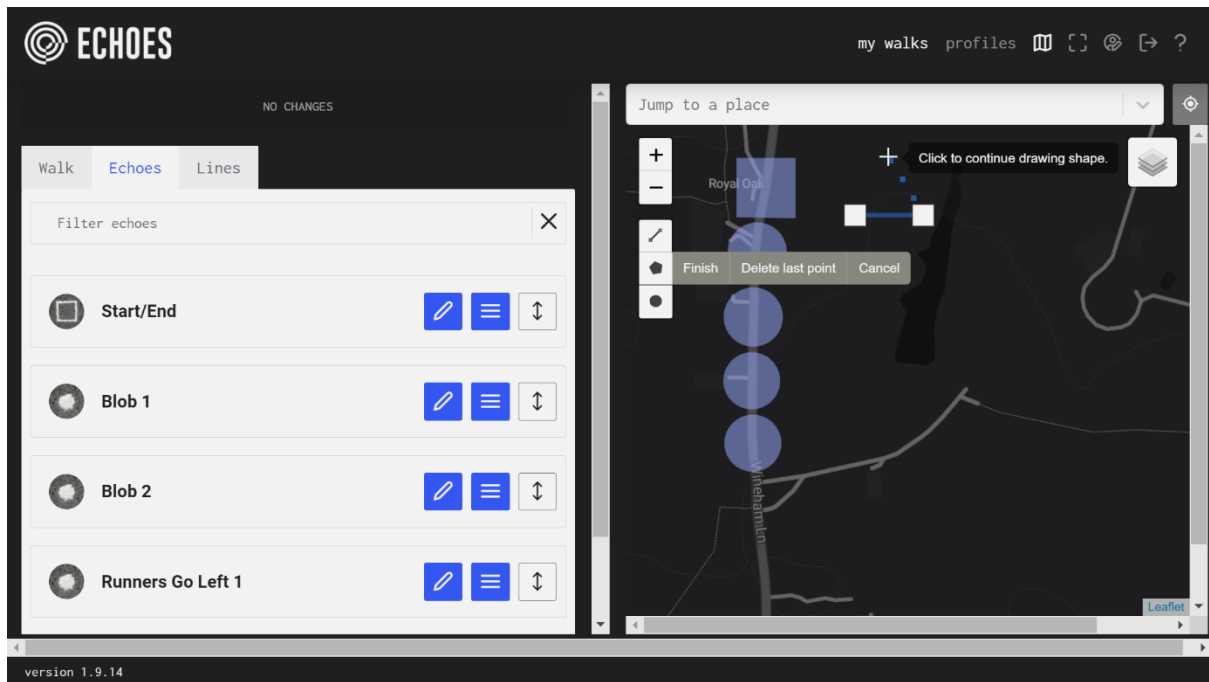 ECHOES
my walks profiles ?
NO CHANGES
Jump to a place
Walk Echoes Lines
Filter echoes
Start/End
Blob 1
Blob 2
Runners Go Left 1
+
−
Royal Oak
Click to continue drawing shape.
Finish Delete last point Cancel
Wineham Ln
Leaflet
version 1.9.14